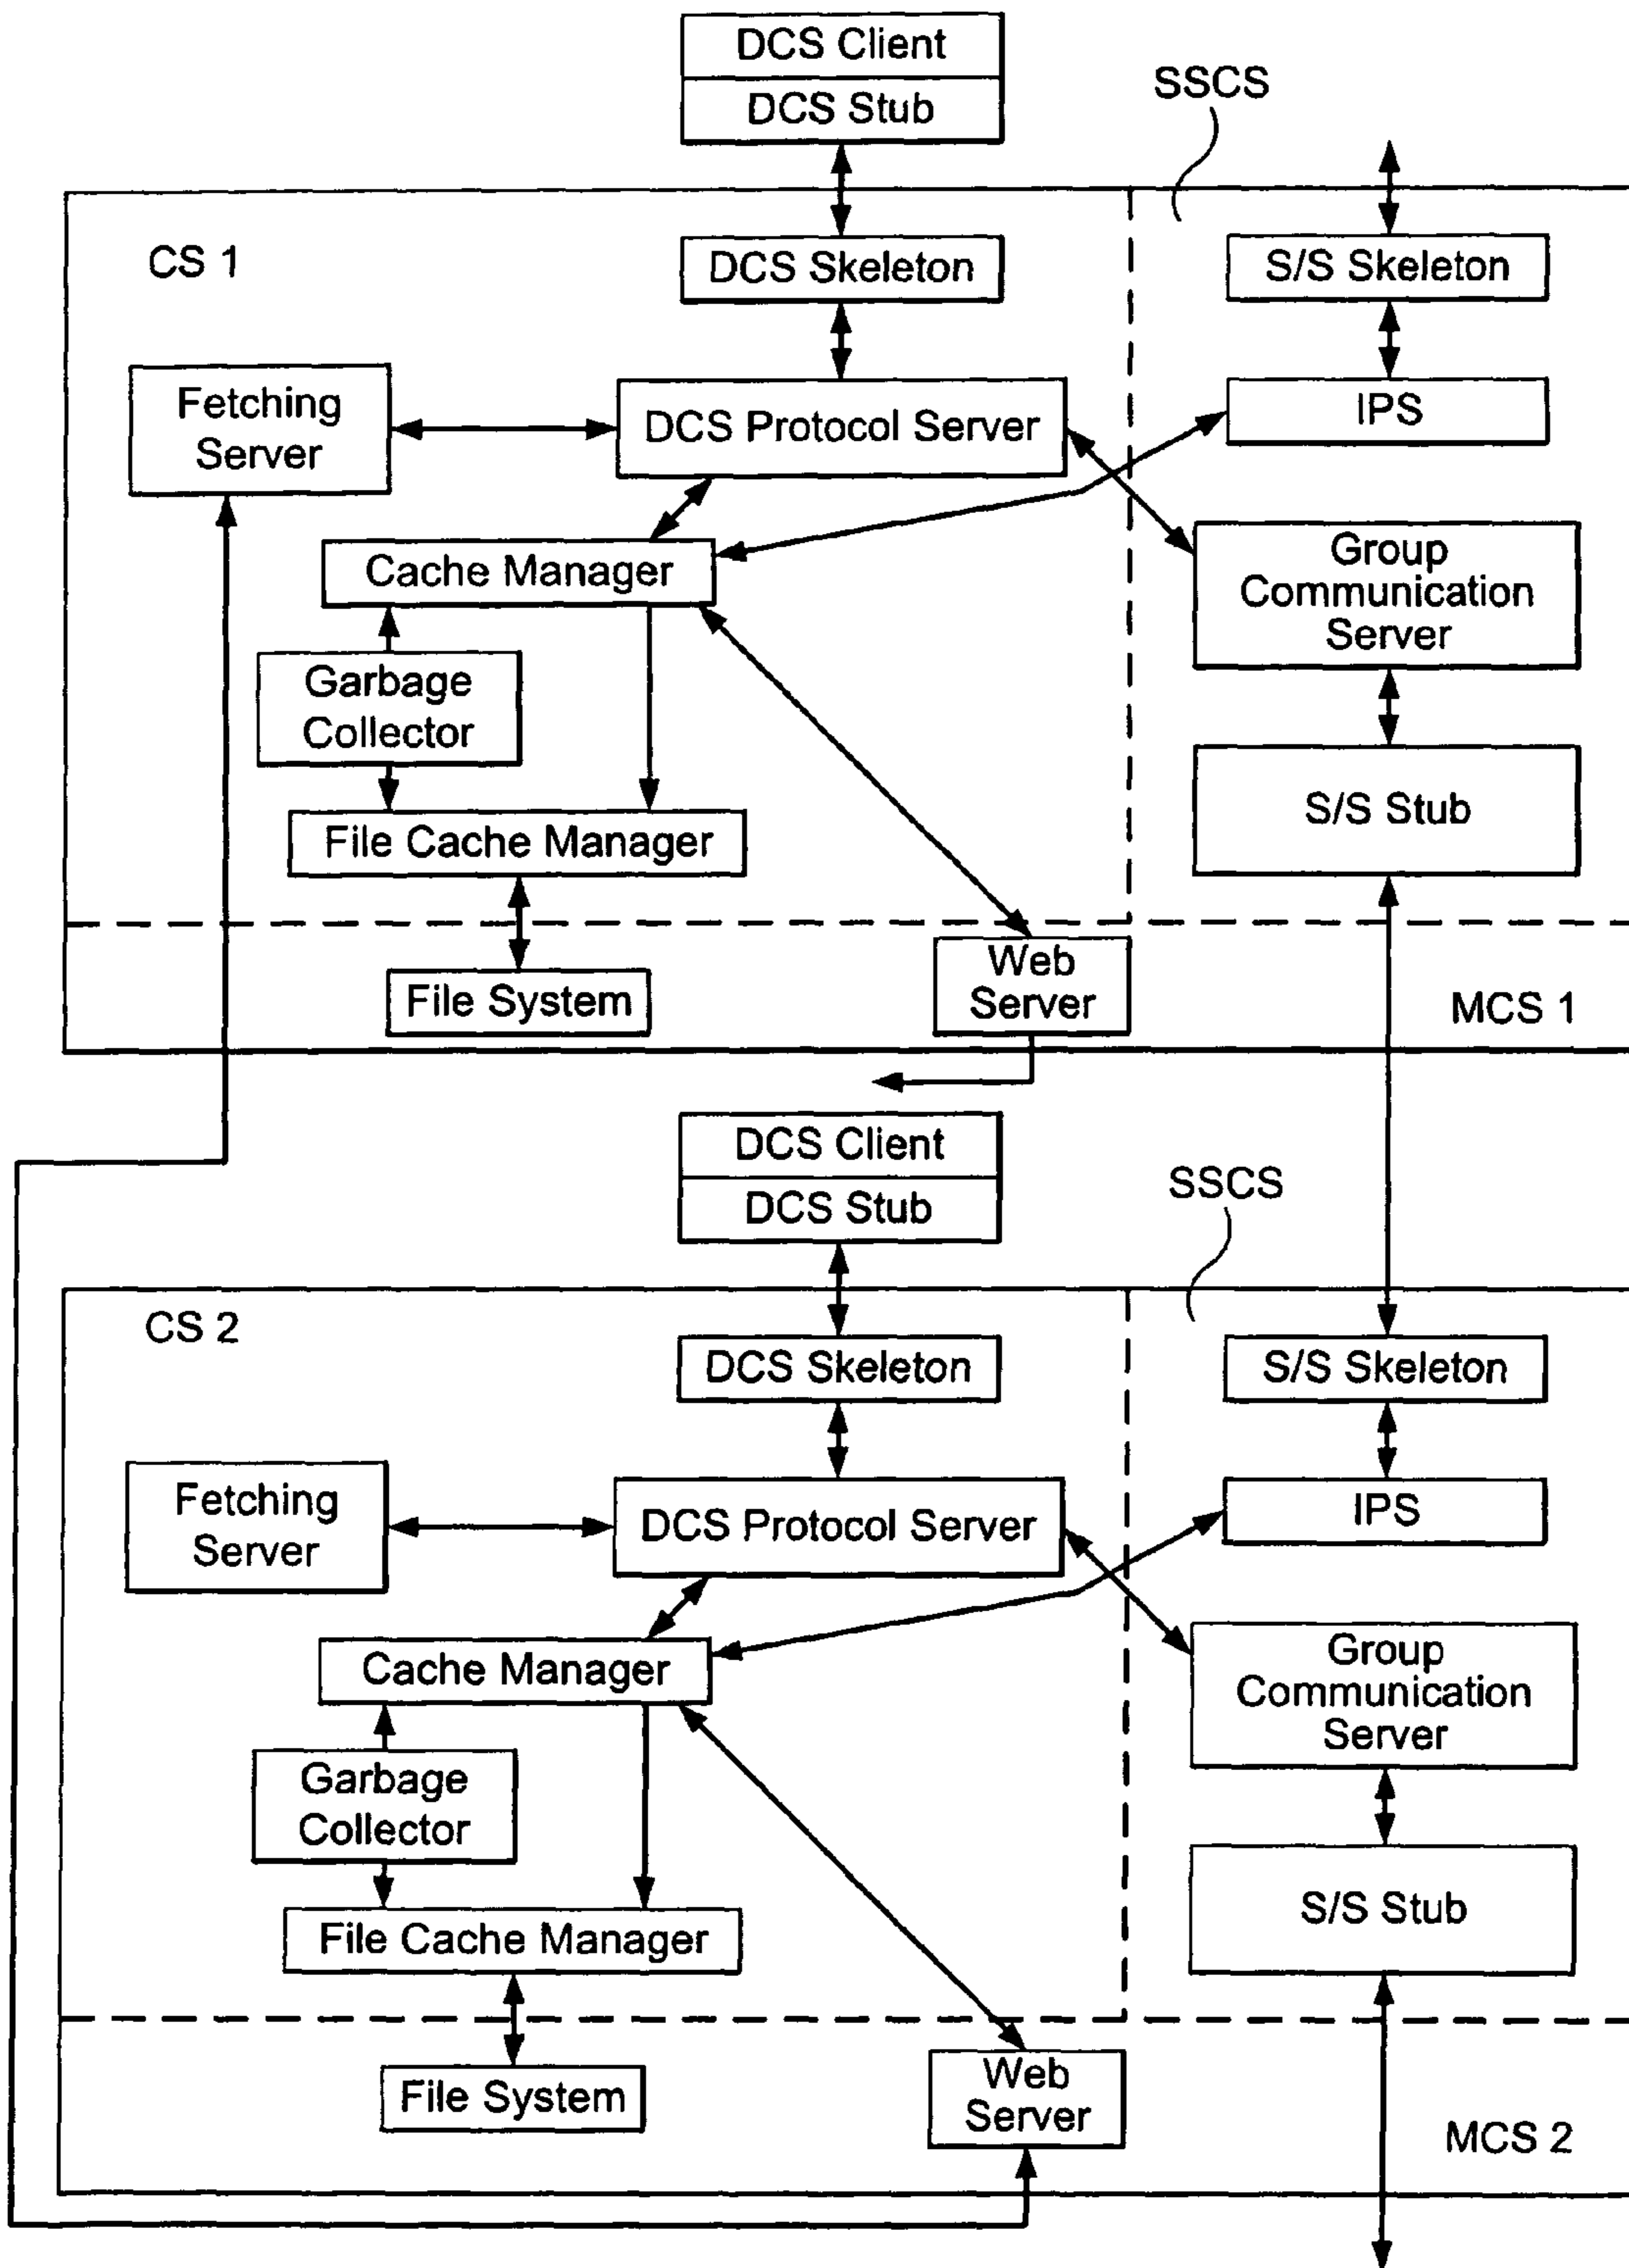 DCS Client
DCS Stub
SSCS
CS 1
DCS Skeleton
S/S Skeleton
Fetching
Server
DCS Protocol Server
IPS
Cache Manager
Group
Communication
Server
Garbage
Collector
S/S Stub
File Cache Manager
File System
Web
Server
MCS 1
DCS Client
DCS Stub
SSCS
CS 2
DCS Skeleton
S/S Skeleton
Fetching
Server
DCS Protocol Server
IPS
Cache Manager
Group
Communication
Server
Garbage
Collector
S/S Stub
File Cache Manager
File System
Web
Server
MCS 2